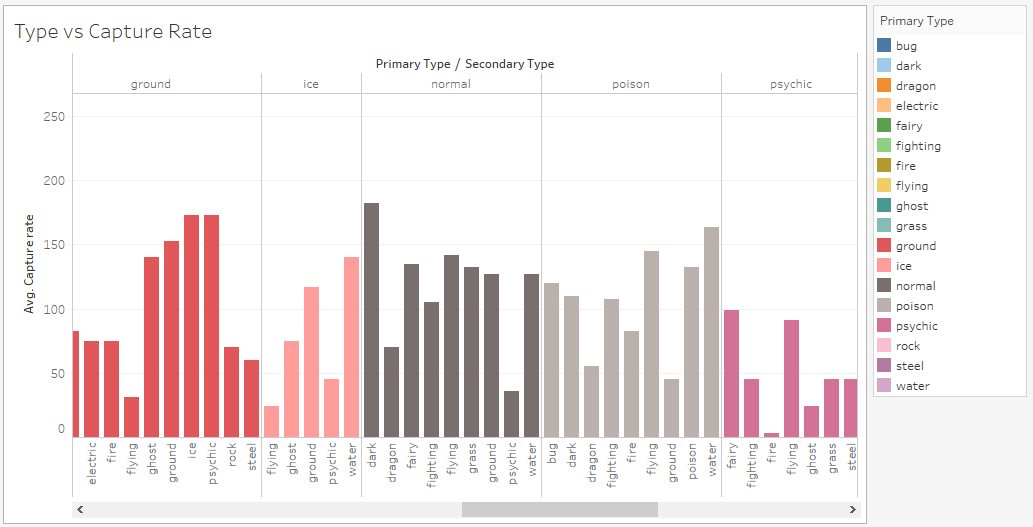 Type vs Capture Rate
Primary Type / Secondary Type
ground
ice
normal
poison
psychic
Avg. Capture rate
250
200
150
100
50
0
electric
fire
flying
ghost
ground
ice
psychic
rock
steel
flying
ghost
ground
psychic
water
dark
dragon
fairy
fighting
flying
grass
ground
psychic
water
bug
dark
dragon
fighting
fire
flying
ground
poison
water
fairy
fighting
fire
flying
ghost
grass
steel
Primary Type
bug
dark
dragon
electric
fairy
fighting
fire
flying
ghost
grass
ground
ice
normal
poison
psychic
rock
steel
water